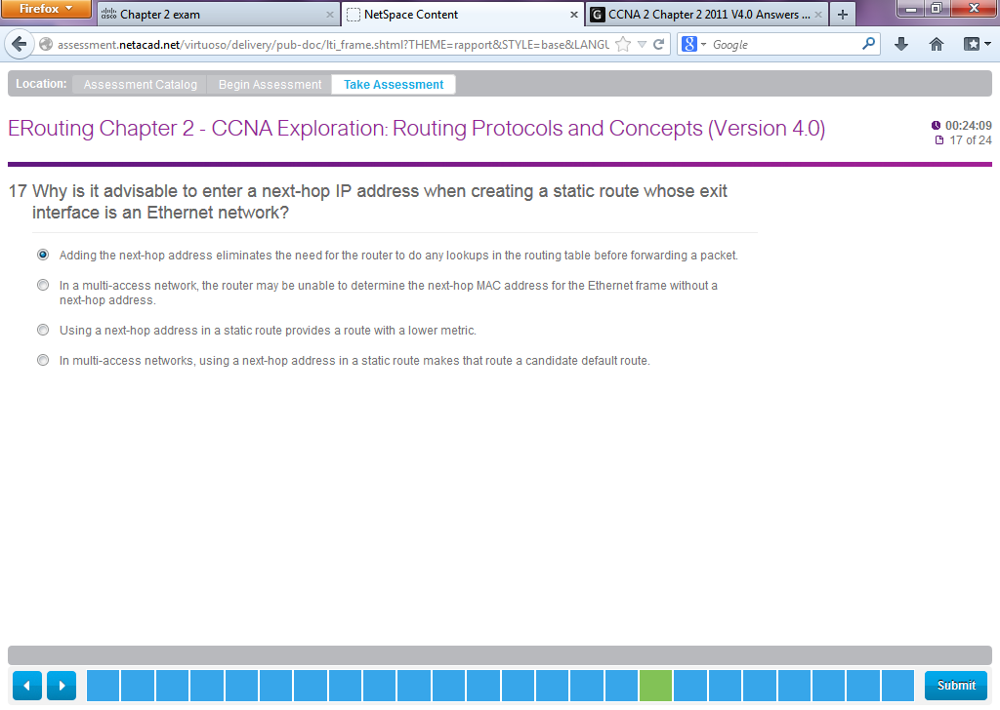 Firefox
cisco Chapter 2 exam
NetSpace Content
G CCNA 2 Chapter 2 2011 V4.0 Answers ...
assessment.netacad.net/virtuoso/delivery/pub-doc/lti_frame.shtml?THEME=rapport&STYLE=base&LANGL
8 Google
Location: Assessment Catalog Begin Assessment Take Assessment
ERouting Chapter 2 - CCNA Exploration: Routing Protocols and Concepts (Version 4.0)
00:24:09
17 of 24
17 Why is it advisable to enter a next-hop IP address when creating a static route whose exit
interface is an Ethernet network?
Adding the next-hop address eliminates the need for the router to do any lookups in the routing table before forwarding a packet.
In a multi-access network, the router may be unable to determine the next-hop MAC address for the Ethernet frame without a
next-hop address.
Using a next-hop address in a static route provides a route with a lower metric.
In multi-access networks, using a next-hop address in a static route makes that route a candidate default route.
Submit